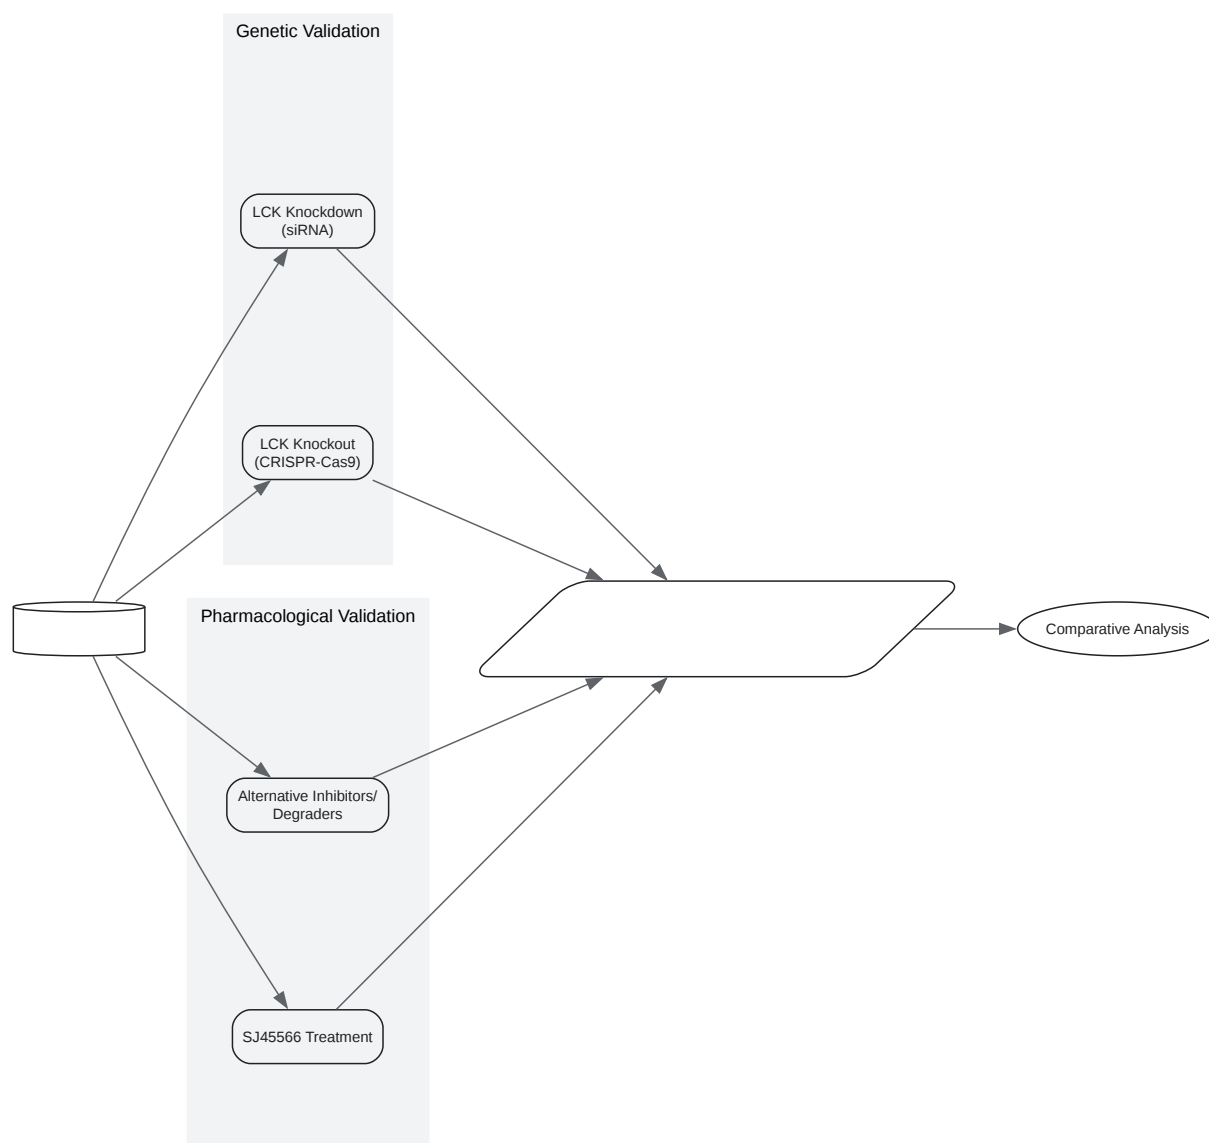 Genetic Validation
LCK Knockdown
(siRNA)
LCK Knockout
(CRISPR-Cas9)
Pharmacological Validation
Alternative Inhibitors/
Degraders
SJ45566 Treatment
Comparative Analysis